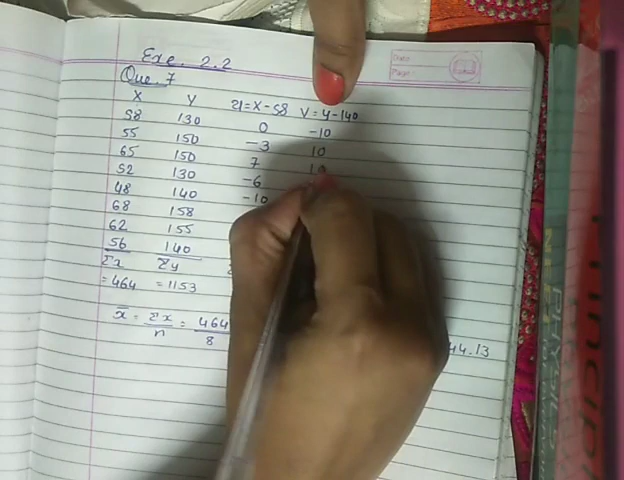 Exe. 2.2
Que. 7
Date
Page
X Y u=X-58 V=Y-140
58 130 0 -10
55 150 -3 10
65 150 7 10
52 130 -6
48 140 -10
68 158
62 155
56 140
Σx Σy
=464 =1153
x̄ = Σx/n = 464/8 44.13